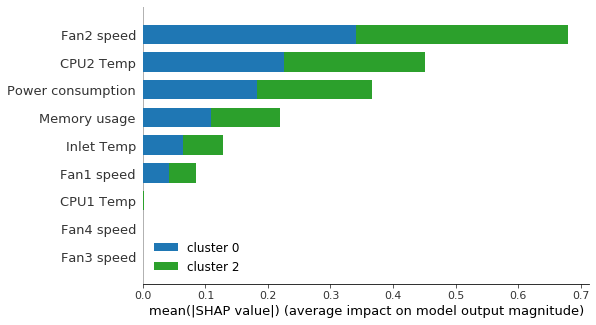 Fan2 speed
CPU2 Temp
Power consumption
Memory usage
Inlet Temp
Fan1 speed
CPU1 Temp
Fan4 speed
Fan3 speed
cluster 0
cluster 2
0.0 0.1 0.2 0.3 0.4 0.5 0.6 0.7
mean(|SHAP value|) (average impact on model output magnitude)